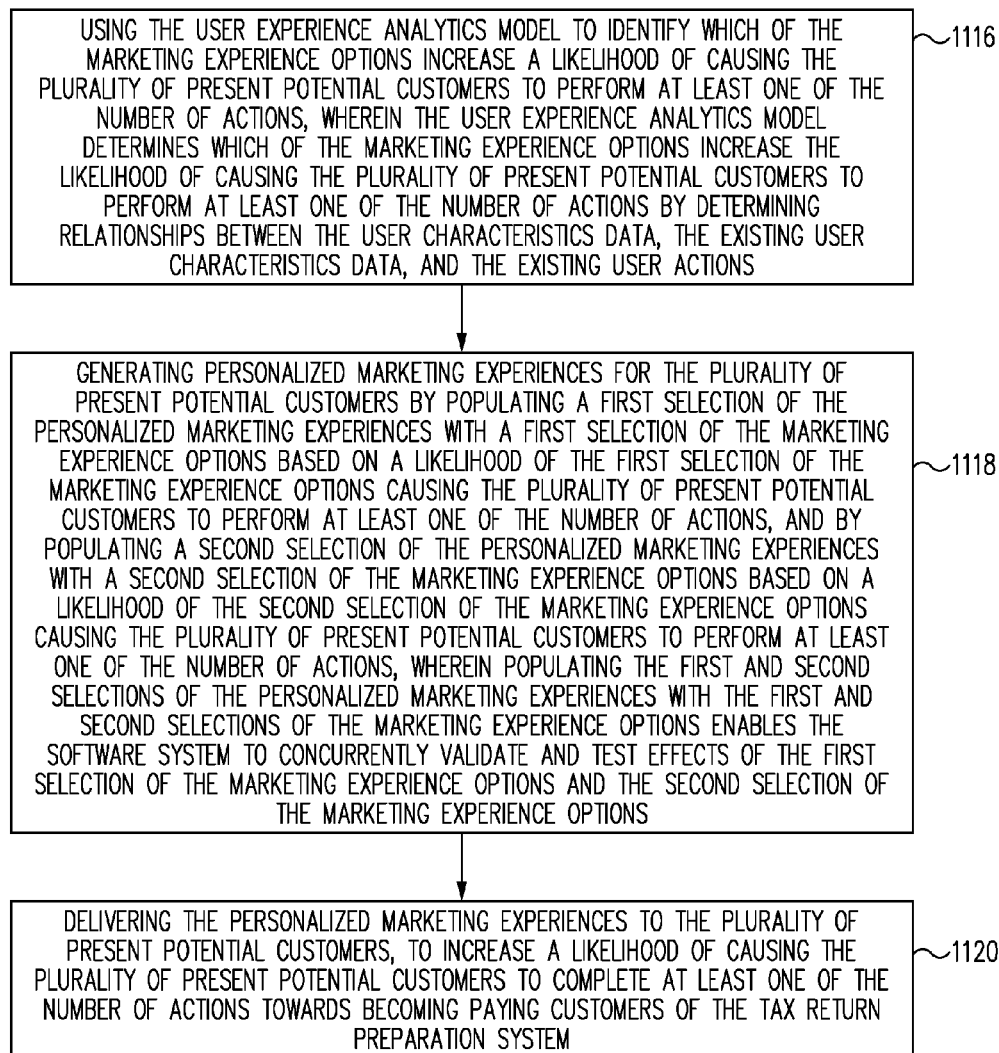 USING THE USER EXPERIENCE ANALYTICS MODEL TO IDENTIFY WHICH OF THE
MARKETING EXPERIENCE OPTIONS INCREASE A LIKELIHOOD OF CAUSING THE
PLURALITY OF PRESENT POTENTIAL CUSTOMERS TO PERFORM AT LEAST ONE OF THE
NUMBER OF ACTIONS, WHEREIN THE USER EXPERIENCE ANALYTICS MODEL
DETERMINES WHICH OF THE MARKETING EXPERIENCE OPTIONS INCREASE THE
LIKELIHOOD OF CAUSING THE PLURALITY OF PRESENT POTENTIAL CUSTOMERS TO
PERFORM AT LEAST ONE OF THE NUMBER OF ACTIONS BY DETERMINING
RELATIONSHIPS BETWEEN THE USER CHARACTERISTICS DATA, THE EXISTING USER
CHARACTERISTICS DATA, AND THE EXISTING USER ACTIONS
1116
GENERATING PERSONALIZED MARKETING EXPERIENCES FOR THE PLURALITY OF
PRESENT POTENTIAL CUSTOMERS BY POPULATING A FIRST SELECTION OF THE
PERSONALIZED MARKETING EXPERIENCES WITH A FIRST SELECTION OF THE MARKETING
EXPERIENCE OPTIONS BASED ON A LIKELIHOOD OF THE FIRST SELECTION OF THE
MARKETING EXPERIENCE OPTIONS CAUSING THE PLURALITY OF PRESENT POTENTIAL
CUSTOMERS TO PERFORM AT LEAST ONE OF THE NUMBER OF ACTIONS, AND BY
POPULATING A SECOND SELECTION OF THE PERSONALIZED MARKETING EXPERIENCES
WITH A SECOND SELECTION OF THE MARKETING EXPERIENCE OPTIONS BASED ON A
LIKELIHOOD OF THE SECOND SELECTION OF THE MARKETING EXPERIENCE OPTIONS
CAUSING THE PLURALITY OF PRESENT POTENTIAL CUSTOMERS TO PERFORM AT LEAST
ONE OF THE NUMBER OF ACTIONS, WHEREIN POPULATING THE FIRST AND SECOND
SELECTIONS OF THE PERSONALIZED MARKETING EXPERIENCES WITH THE FIRST AND
SECOND SELECTIONS OF THE MARKETING EXPERIENCE OPTIONS ENABLES THE
SOFTWARE SYSTEM TO CONCURRENTLY VALIDATE AND TEST EFFECTS OF THE FIRST
SELECTION OF THE MARKETING EXPERIENCE OPTIONS AND THE SECOND SELECTION OF
THE MARKETING EXPERIENCE OPTIONS
1118
DELIVERING THE PERSONALIZED MARKETING EXPERIENCES TO THE PLURALITY OF
PRESENT POTENTIAL CUSTOMERS, TO INCREASE A LIKELIHOOD OF CAUSING THE
PLURALITY OF PRESENT POTENTIAL CUSTOMERS TO COMPLETE AT LEAST ONE OF THE
NUMBER OF ACTIONS TOWARDS BECOMING PAYING CUSTOMERS OF THE TAX RETURN
PREPARATION SYSTEM
1120